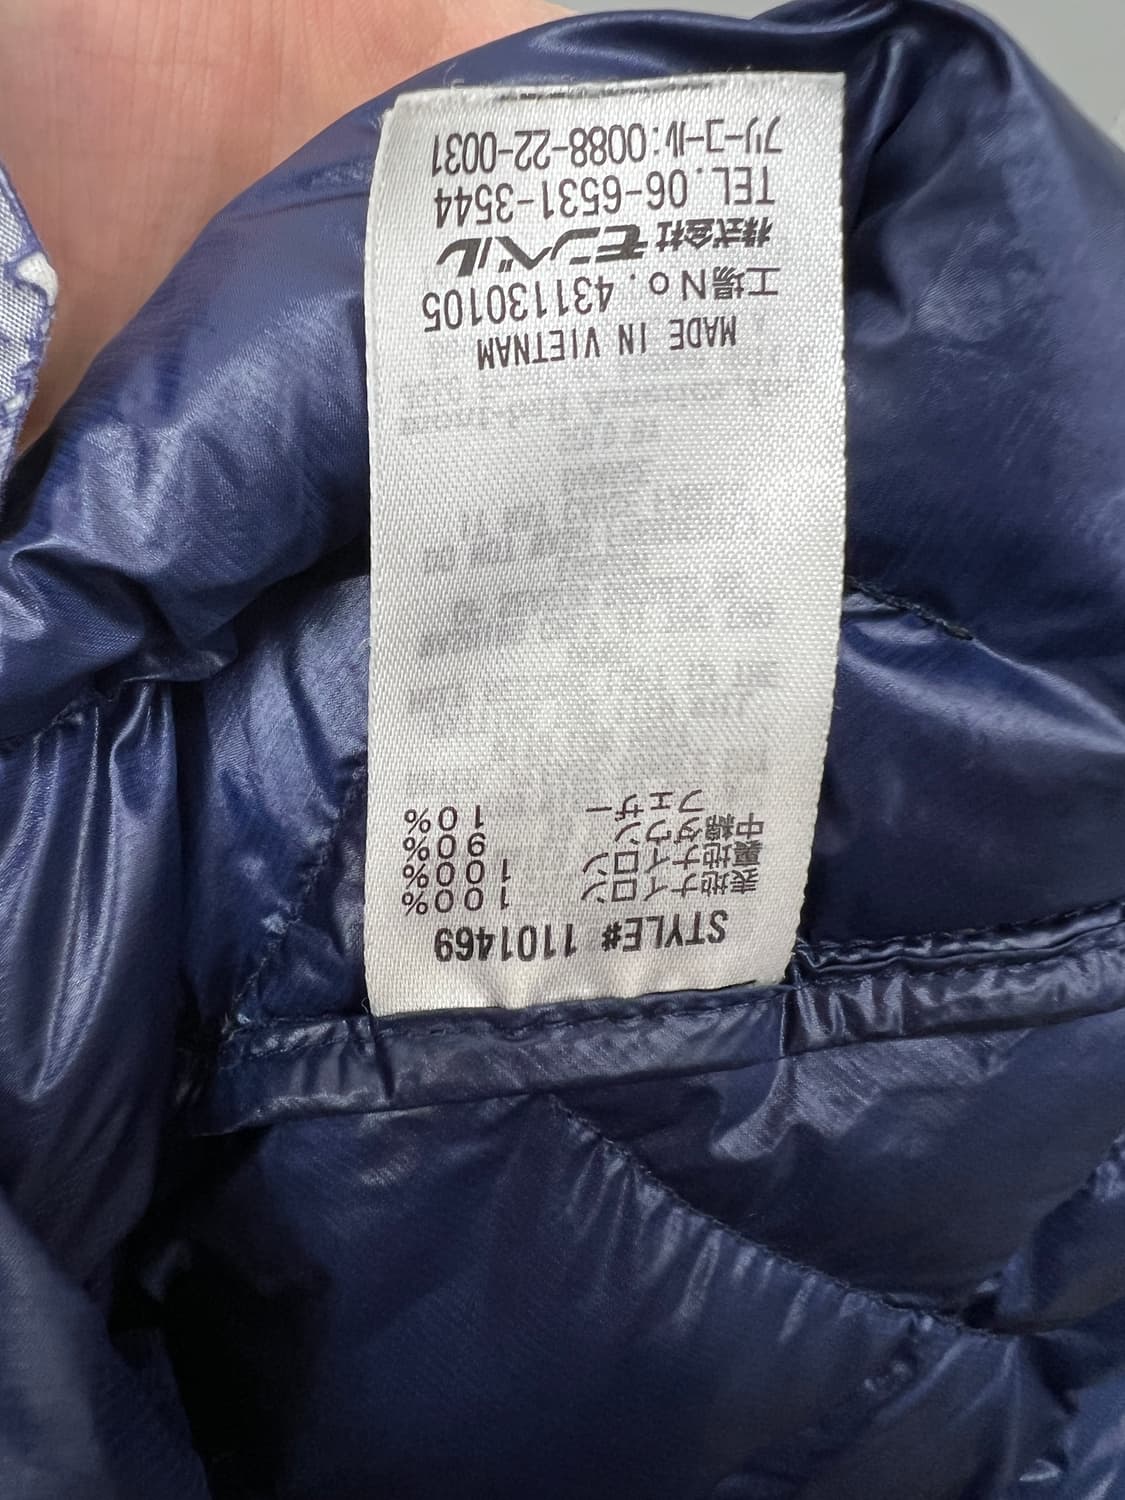 STYLE# 1101469
表地ナイロン 100%
裏地ナイロン 100%
中綿ダウン 90%
フェザー 10%
MADE IN VIETNAM
工場No. 431130105
株式会社 モンベル
TEL. 06-6531-3544
フリーコール:0088-22-0031